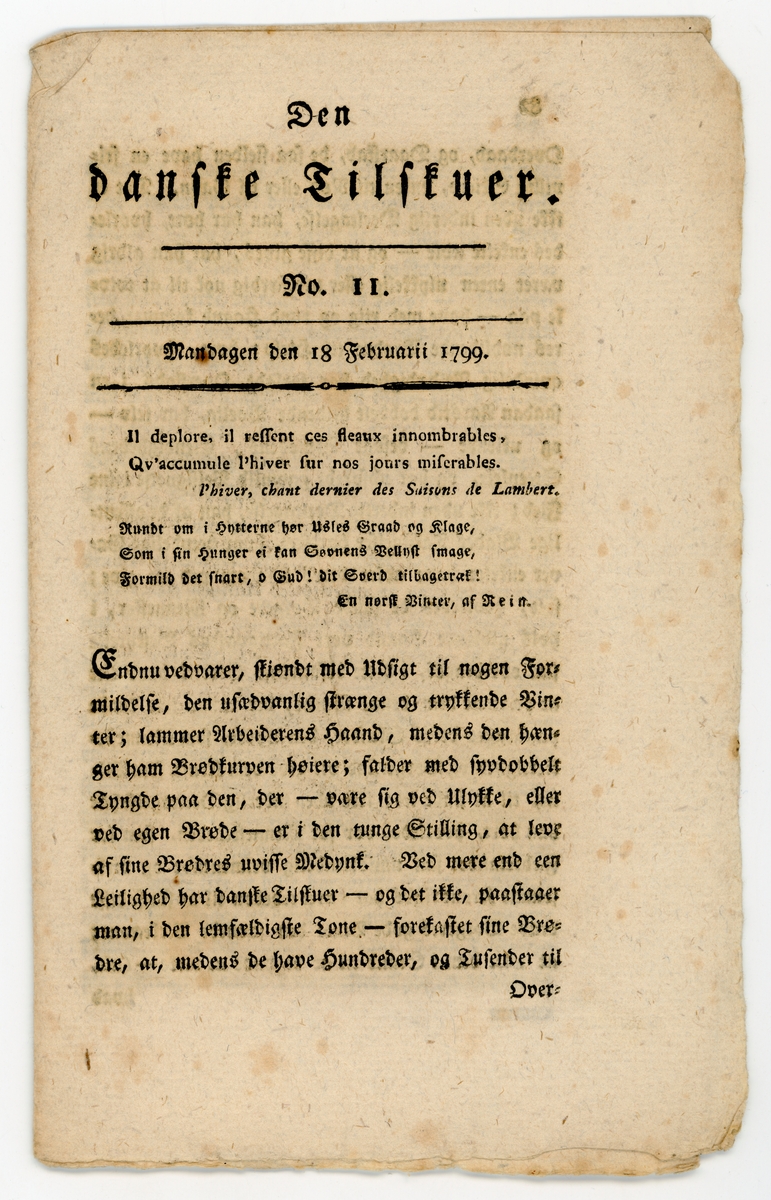 Den
danske Tilskuer.
No. 11.
Mandagen den 18 Februarii 1799.
Il deplore, il ressent ces fleaux innombrables,
Qv'accumule l'hiver sur nos jours miserables.
l'hiver, chant dernier des Saisons de Lambert.
Rundt om i Hytterne hør Usles Graad og Klage,
Som i sin Hunger ei kan Søvnens Vellyst smage,
Formild det snart, o Gud! dit Sverd tilbagetræk!
En norsk Vinter, af Rein.
Endnu vedvarer, skiøndt med Udsigt til nogen For-
mildelse, den usædvanlig strænge og trykkende Vin-
ter; lammer Arbeiderens Haand, medens den hæn-
ger ham Brødkurven høiere; falder med syvdobbelt
Tyngde paa den, der — være sig ved Ulykke, eller
ved egen Brøde — er i den tunge Stilling, at leve
af sine Brødres uvisse Medynk. Ved mere end een
Leilighed har danske Tilskuer — og det ikke, paastaaer
man, i den lemfældigste Tone — forekastet sine Brø-
dre, at, medens de have Hundreder, og Tusender til
Over-